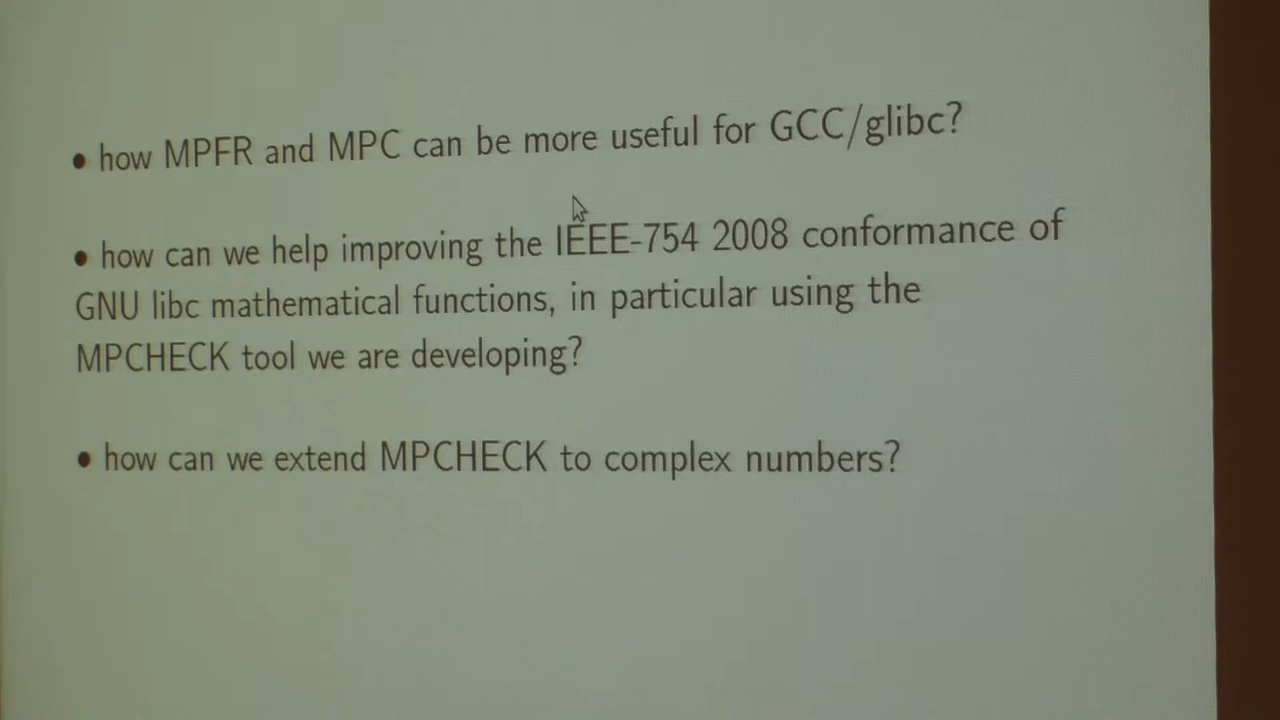 • how MPFR and MPC can be more useful for GCC/glibc?
• how can we help improving the IEEE-754 2008 conformance of
GNU libc mathematical functions, in particular using the
MPCHECK tool we are developing?
• how can we extend MPCHECK to complex numbers?